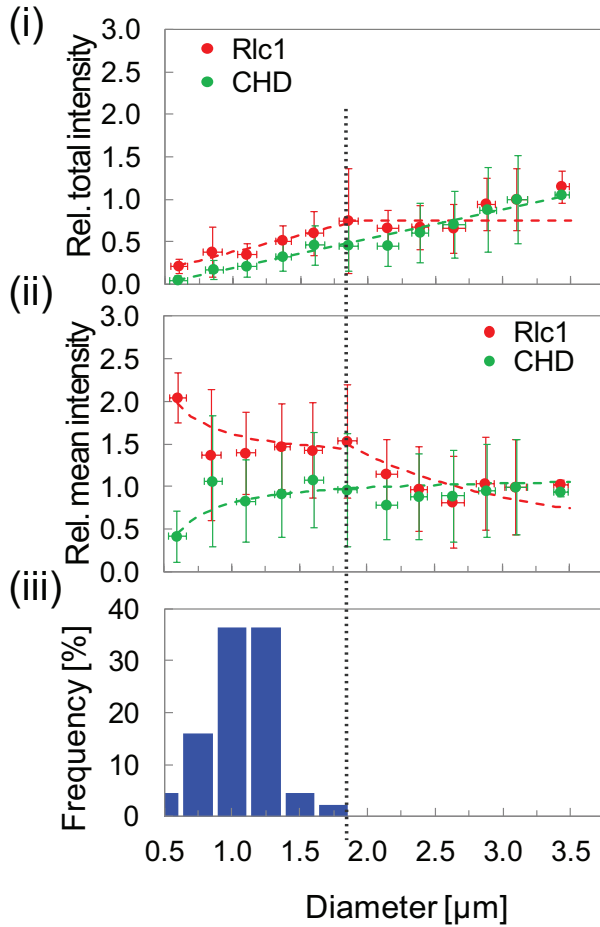 (i)
3.0
2.5
2.0
1.5
1.0
0.5
0.0
Rel. total intensity
Rlc1
CHD
(ii)
3.0
2.5
2.0
1.5
1.0
0.5
0.0
Rel. mean intensity
Rlc1
CHD
(iii)
40
30
20
10
0
Frequency [%]
0.5 1.0 1.5 2.0 2.5 3.0 3.5
Diameter [µm]